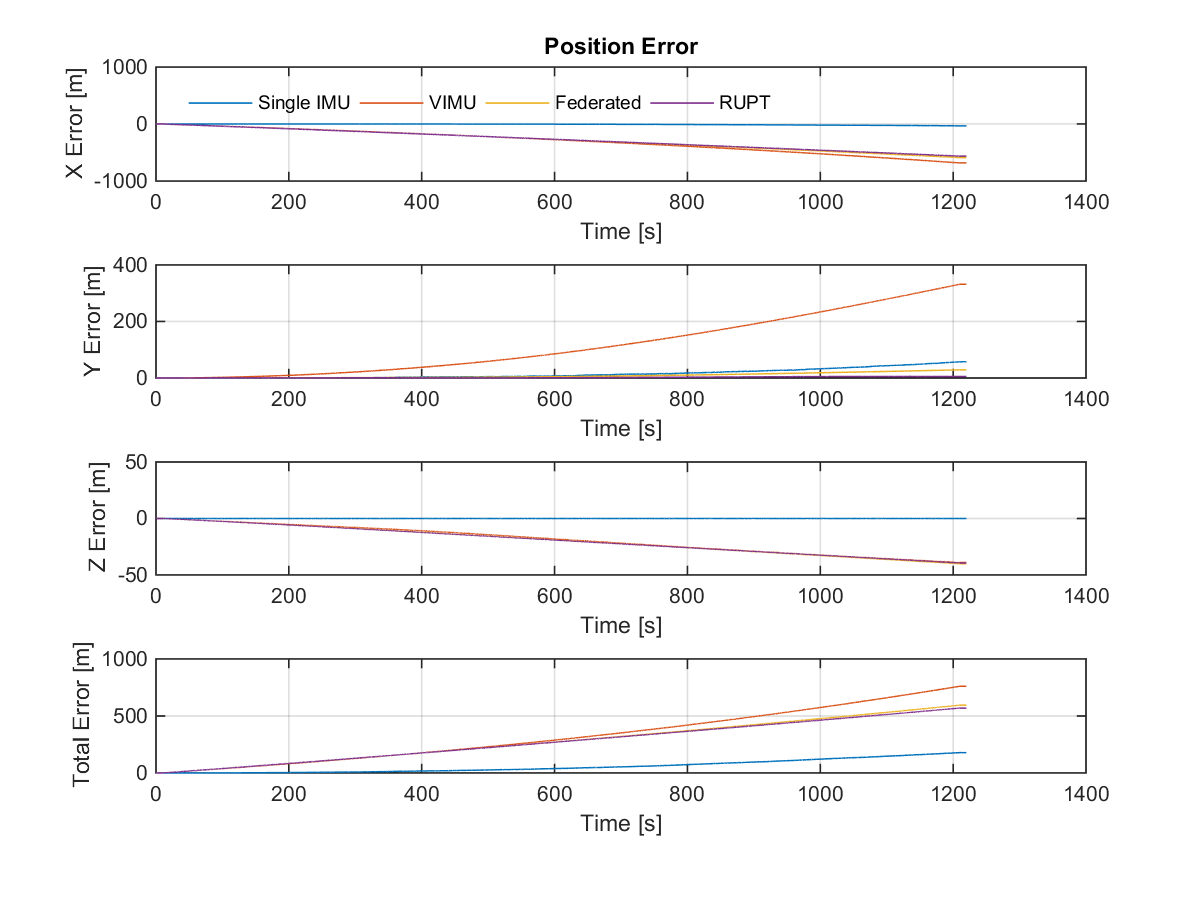 Position Error
1000
0
-1000
X Error [m]
Single IMU VIMU Federated RUPT
0 200 400 600 800 1000 1200 1400
Time [s]
400
200
0
Y Error [m]
0 200 400 600 800 1000 1200 1400
Time [s]
50
0
-50
Z Error [m]
0 200 400 600 800 1000 1200 1400
Time [s]
1000
500
0
Total Error [m]
0 200 400 600 800 1000 1200 1400
Time [s]